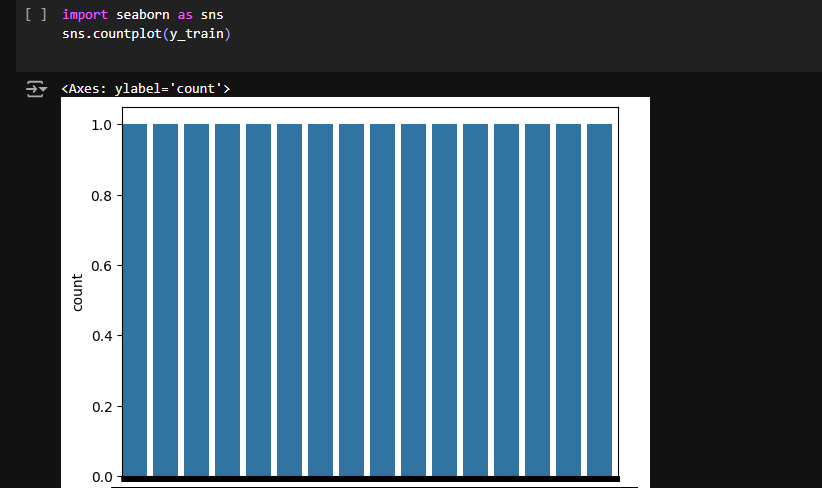 [ ] import seaborn as sns
sns.countplot(y_train)
<Axes: ylabel='count'>
1.0
0.8
0.6
0.4
0.2
0.0
count